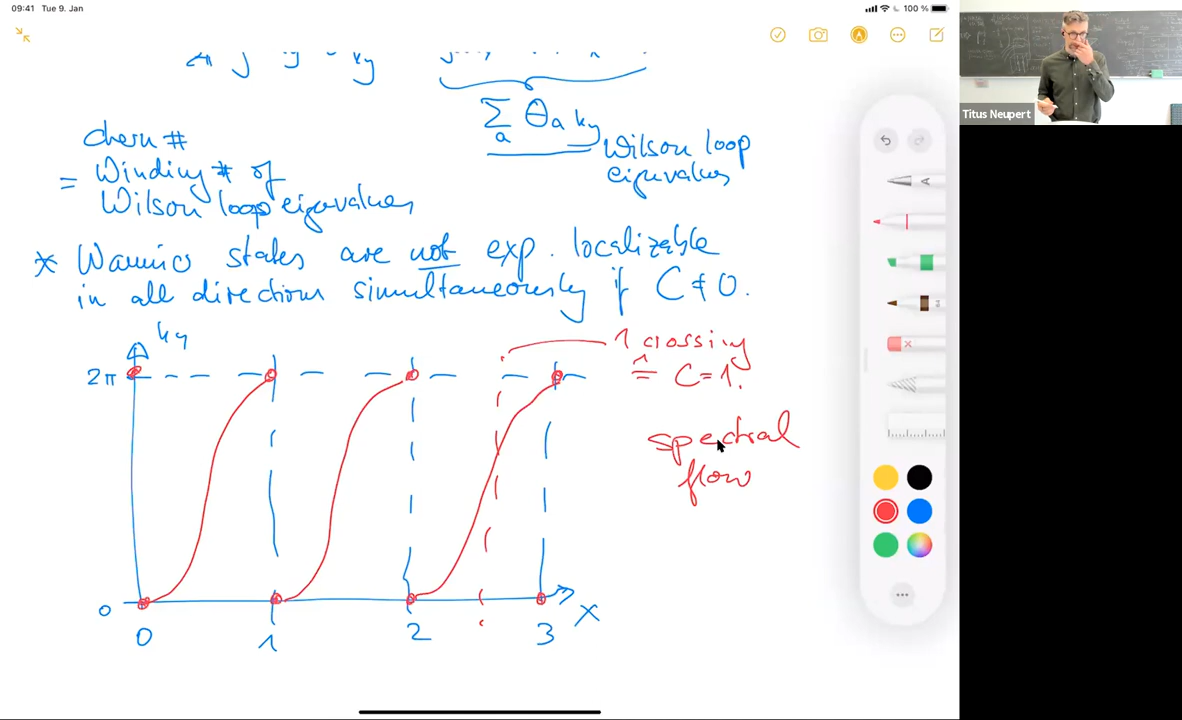 09:41 Tue 9. Jan
100 %
Titus Neupert
ky
∑ Θa ky
a
Wilson loop
eigenvalues
Chern #
= Winding # of
Wilson loop eigenvalues
* Wannier states are not exp. localizable
in all directions simultaneously if C ≠ 0.
ky
1 crossing
2π
≙ C=1.
spectral
flow
0
x
0 1 2 3